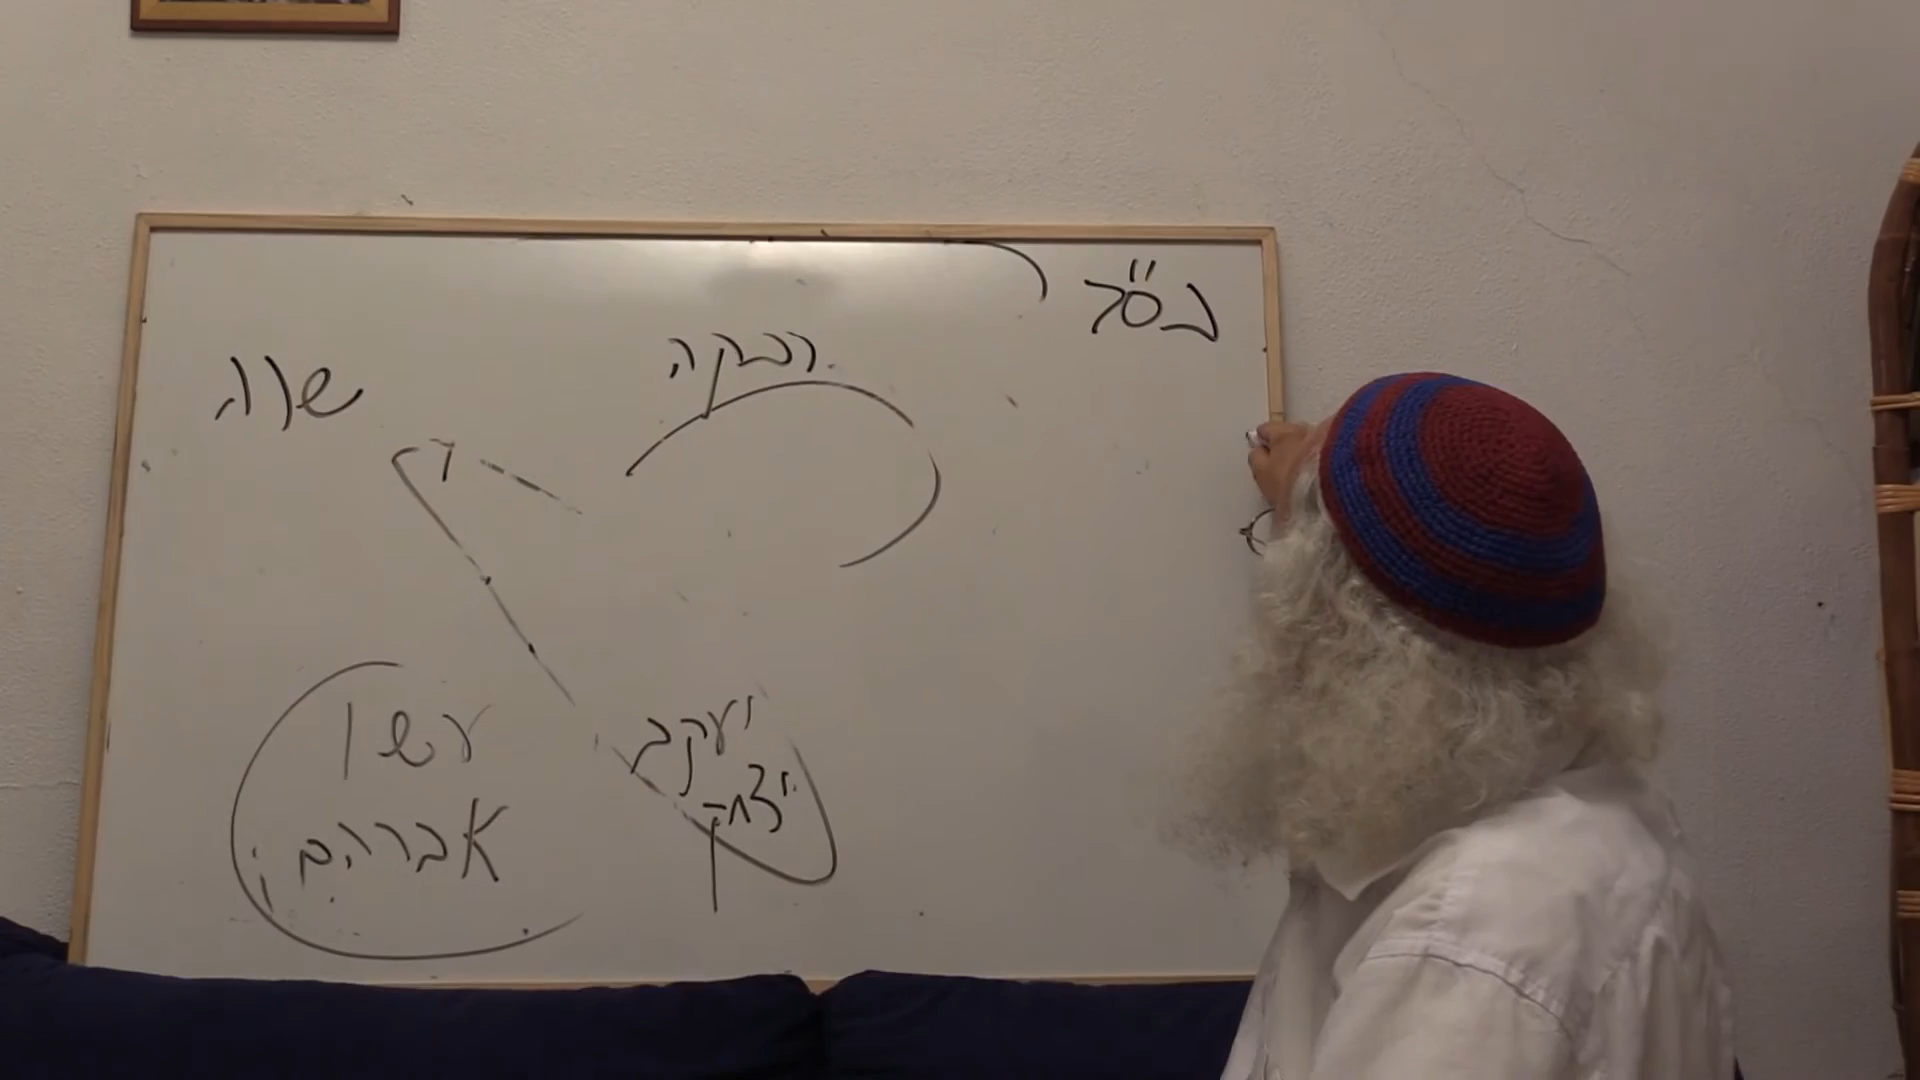 בס"ד
רבקה
שרה
יעקב
יצחק
עשו
אברהם